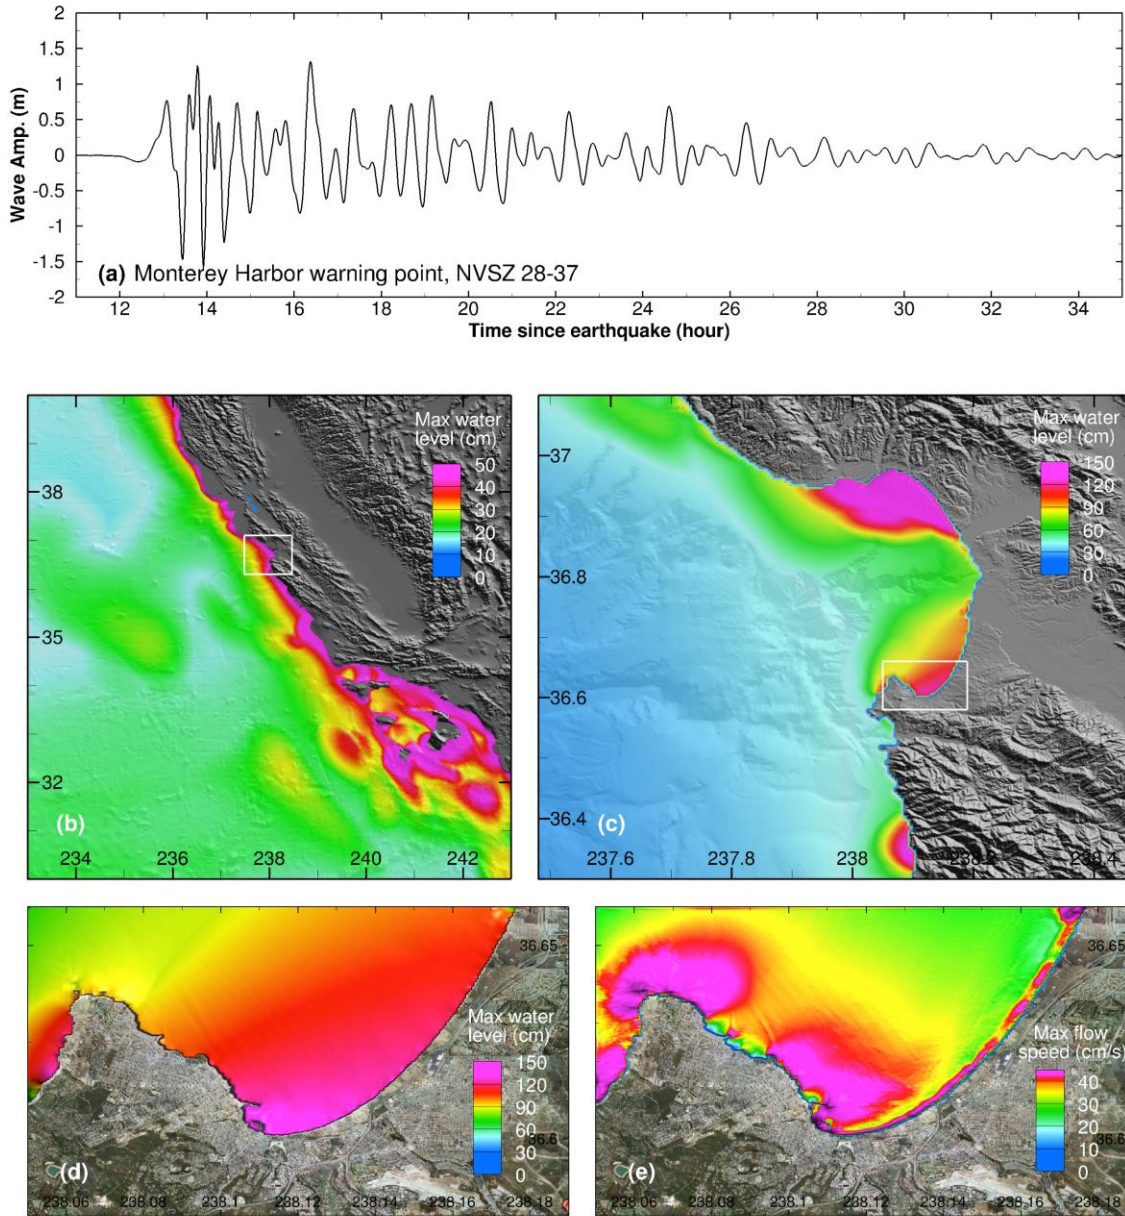 2
1.5
1
0.5
0
-0.5
-1
-1.5
-2
Wave Amp. (m)
(a) Monterey Harbor warning point, NVSZ 28-37
12 14 16 18 20 22 24 26 28 30 32 34
Time since earthquake (hour)
Max water
level (cm)
50
40
30
20
10
0
38
35
32
(b)
234 236 238 240 242
Max water
level (cm)
150
120
90
60
30
0
37
36.8
36.6
36.4
(c)
237.6 237.8 238 238.2 238.4
36.65
Max water
level (cm)
150
120
90
60
30
0
36.6
(d)
238.06 238.08 238.1 238.12 238.14 238.16 238.18
36.65
Max flow
speed (cm/s)
40
30
20
10
0
36.6
(e)
238.06 238.08 238.1 238.12 238.14 238.16 238.18